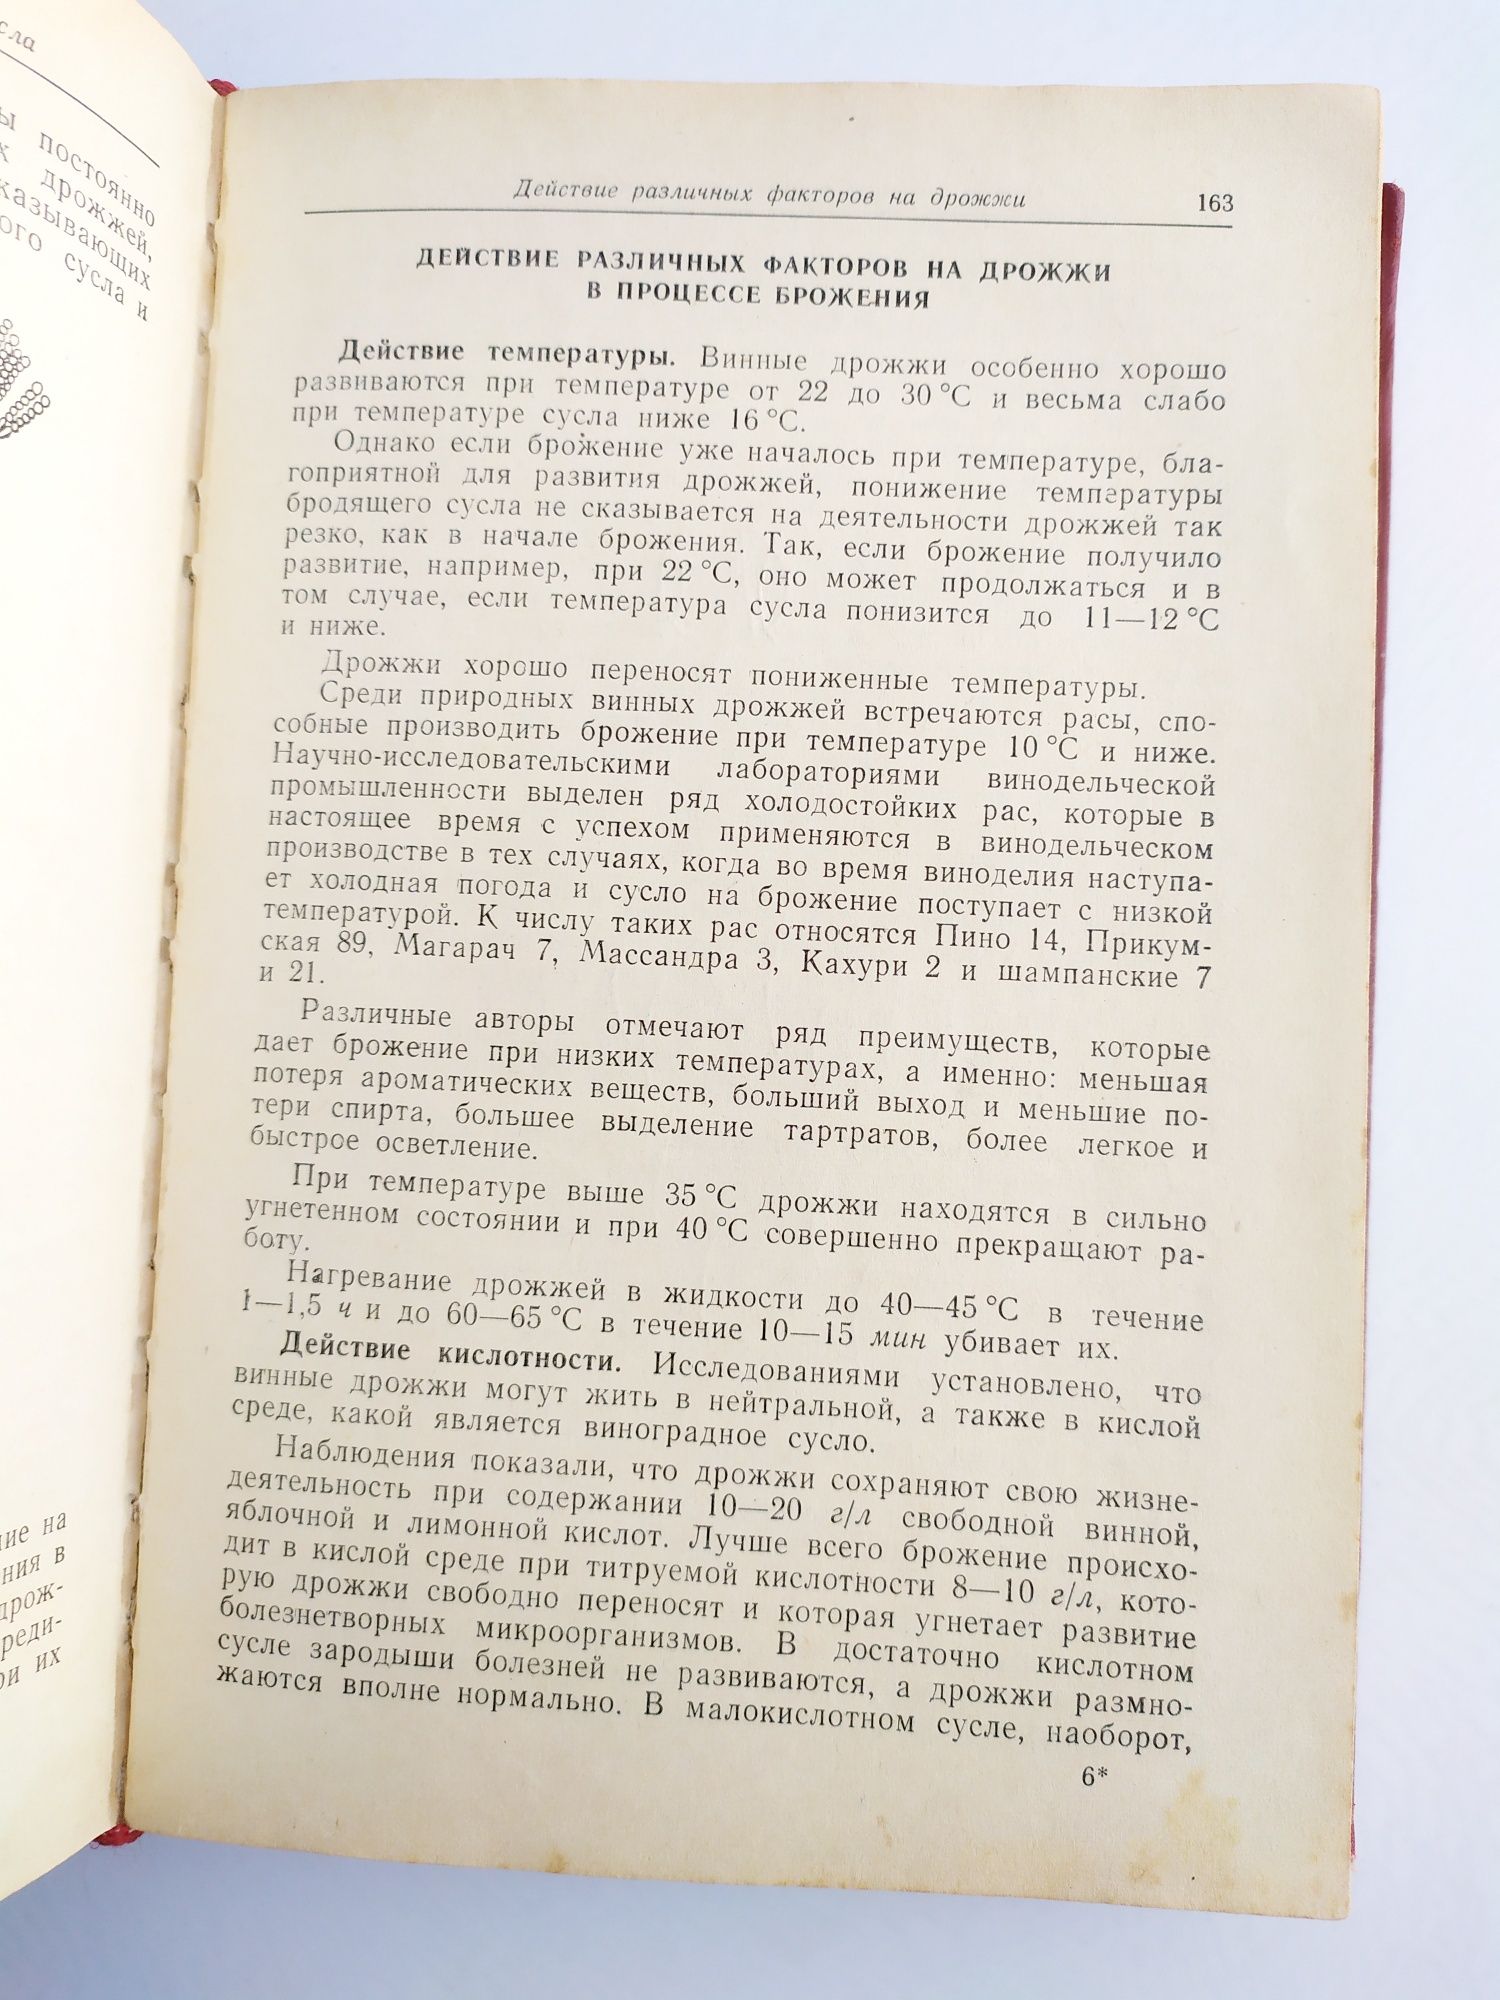 сла
постоянно
дрожжей,
казывающих
ого сусла и
ние на
ения в
дрож-
реди-
ри их
Действие различных факторов на дрожжи 163
ДЕЙСТВИЕ РАЗЛИЧНЫХ ФАКТОРОВ НА ДРОЖЖИ
В ПРОЦЕССЕ БРОЖЕНИЯ
Действие температуры. Винные дрожжи особенно хорошо
развиваются при температуре от 22 до 30 °С и весьма слабо
при температуре сусла ниже 16 °С.
Однако если брожение уже началось при температуре, бла-
гоприятной для развития дрожжей, понижение температуры
бродящего сусла не сказывается на деятельности дрожжей так
резко, как в начале брожения. Так, если брожение получило
развитие, например, при 22 °С, оно может продолжаться и в
том случае, если температура сусла понизится до 11—12 °С
и ниже.
Дрожжи хорошо переносят пониженные температуры.
Среди природных винных дрожжей встречаются расы, спо-
собные производить брожение при температуре 10 °С и ниже.
Научно-исследовательскими лабораториями винодельческой
промышленности выделен ряд холодостойких рас, которые в
настоящее время с успехом применяются в винодельческом
производстве в тех случаях, когда во время виноделия наступа-
ет холодная погода и сусло на брожение поступает с низкой
температурой. К числу таких рас относятся Пино 14, Прикум-
ская 89, Магарач 7, Массандра 3, Кахури 2 и шампанские 7
и 21.
Различные авторы отмечают ряд преимуществ, которые
дает брожение при низких температурах, а именно: меньшая
потеря ароматических веществ, больший выход и меньшие по-
тери спирта, большее выделение тартратов, более легкое и
быстрое осветление.
При температуре выше 35 °С дрожжи находятся в сильно
угнетенном состоянии и при 40 °С совершенно прекращают ра-
боту.
Нагревание дрожжей в жидкости до 40—45 °С в течение
1—1,5 ч и до 60—65 °С в течение 10—15 мин убивает их.
Действие кислотности. Исследованиями установлено, что
винные дрожжи могут жить в нейтральной, а также в кислой
среде, какой является виноградное сусло.
Наблюдения показали, что дрожжи сохраняют свою жизне-
деятельность при содержании 10—20 г/л свободной винной,
яблочной и лимонной кислот. Лучше всего брожение происхо-
дит в кислой среде при титруемой кислотности 8—10 г/л, кото-
рую дрожжи свободно переносят и которая угнетает развитие
болезнетворных микроорганизмов. В достаточно кислотном
сусле зародыши болезней не развиваются, а дрожжи размно-
жаются вполне нормально. В малокислотном сусле, наоборот,
6*